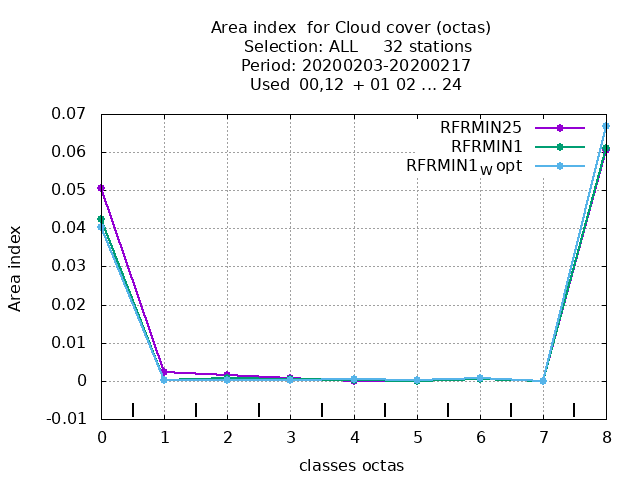 Area index  for Cloud cover (octas)
Selection: ALL     32 stations
Period: 20200203-20200217
Used  00,12  + 01 02 ... 24
0.07
0.06
0.05
0.04
0.03
0.02
0.01
0
-0.01
Area index
RFRMIN25
RFRMIN1
RFRMIN1W opt
0 1 2 3 4 5 6 7 8
classes octas